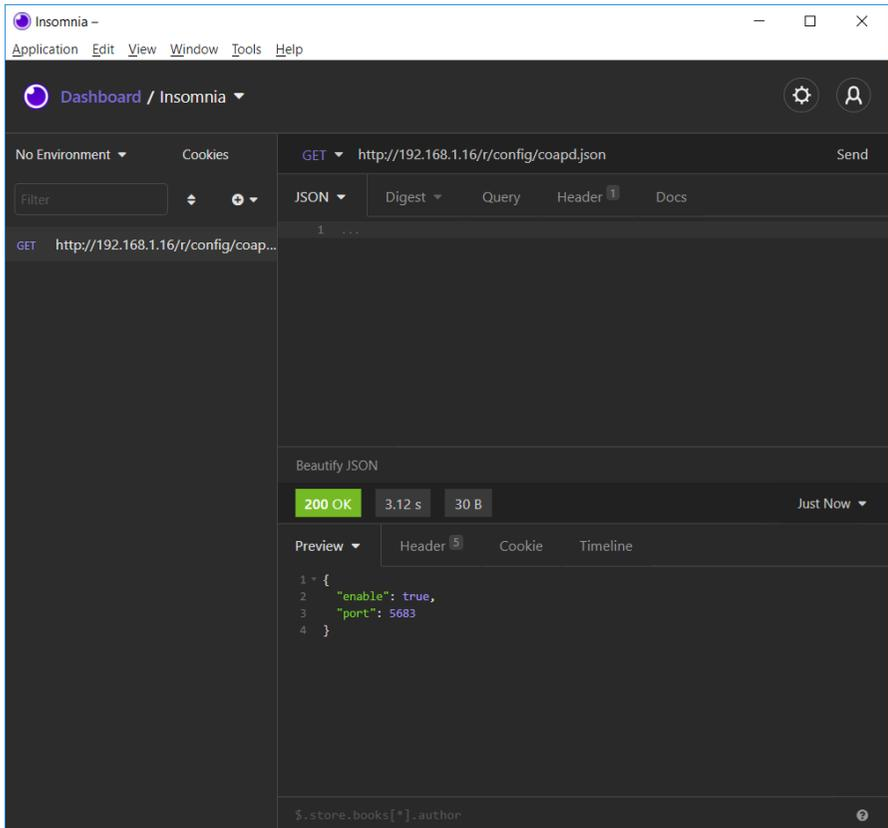 Insomnia –
Application Edit View Window Tools Help
Dashboard / Insomnia
No Environment Cookies
GET http://192.168.1.16/r/config/coapd.json Send
Filter
JSON Digest Query Header 1 Docs
GET http://192.168.1.16/r/config/coap...
1 ...
Beautify JSON
200 OK 3.12 s 30 B Just Now
Preview Header 5 Cookie Timeline
1 {
2 "enable": true,
3 "port": 5683
4 }
$.store.books[*].author